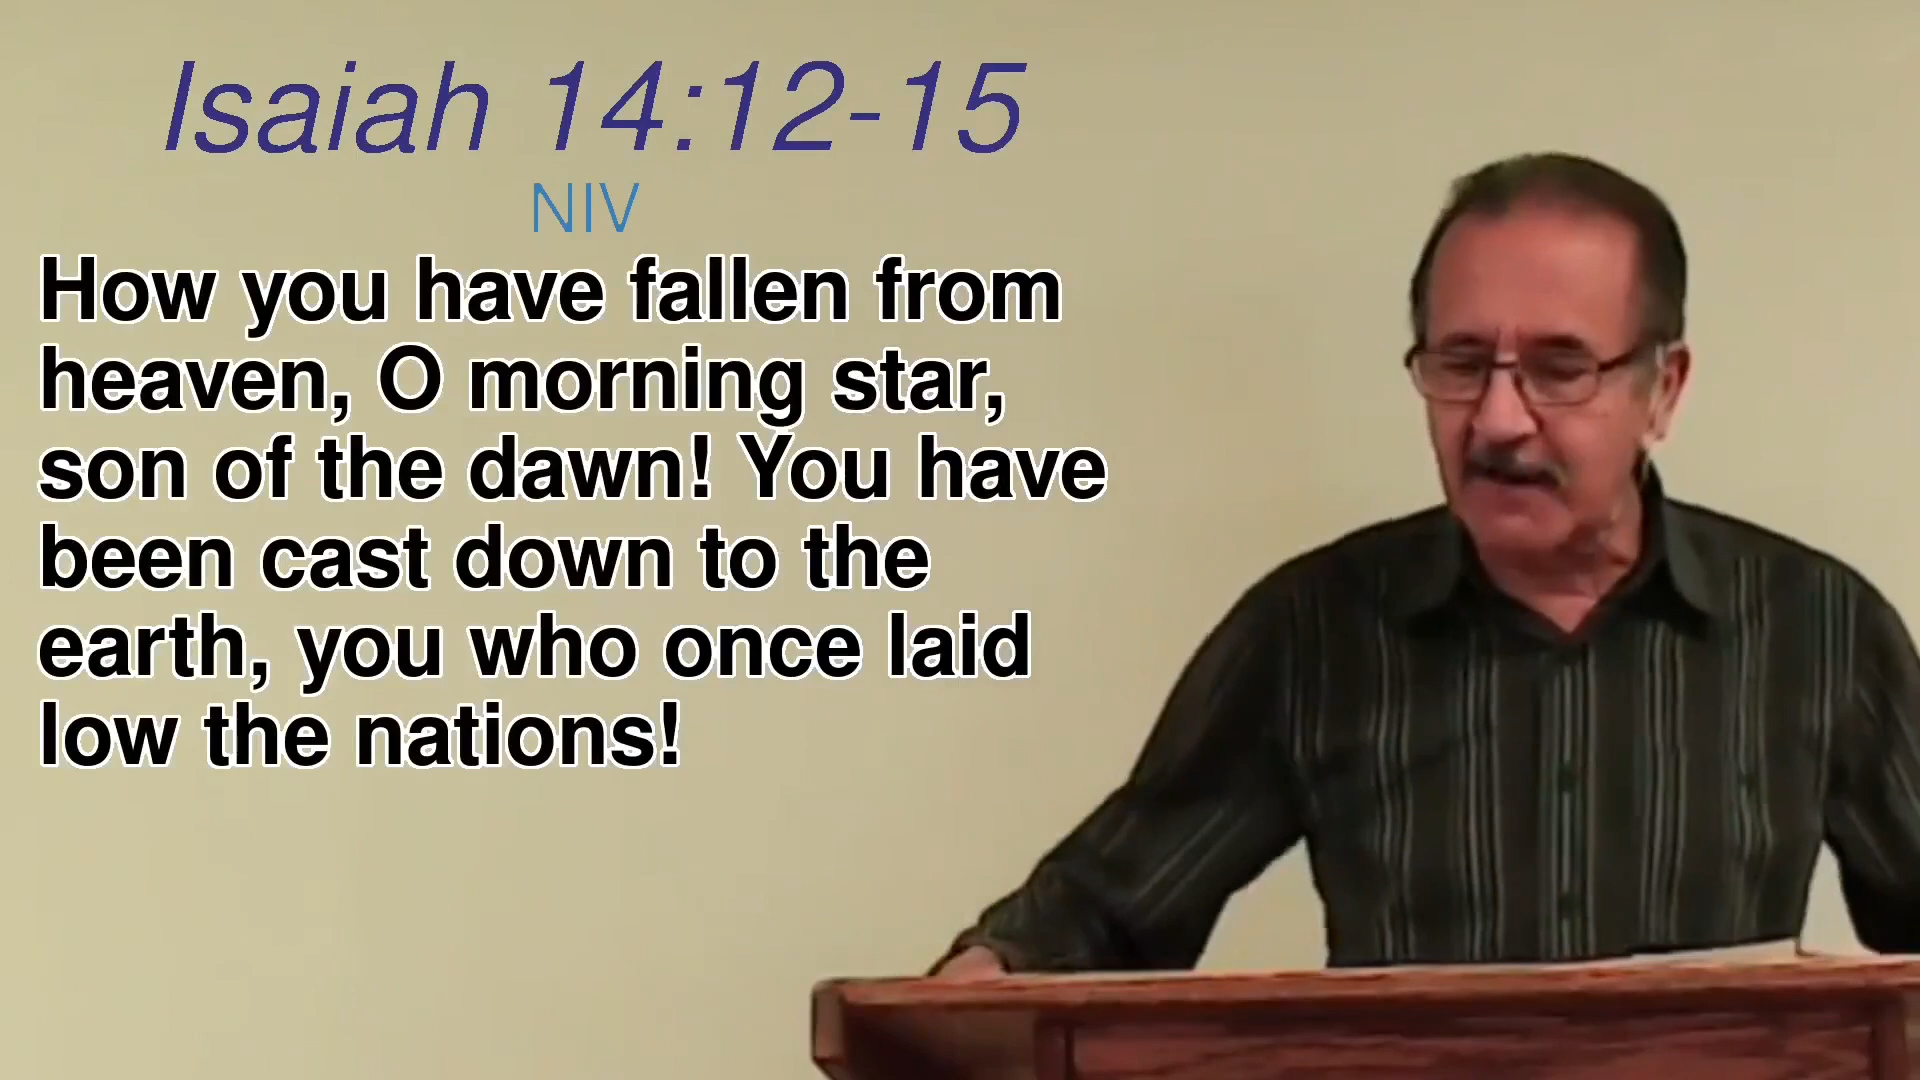 Isaiah 14:12-15
NIV
How you have fallen from
heaven, O morning star,
son of the dawn! You have
been cast down to the
earth, you who once laid
low the nations!